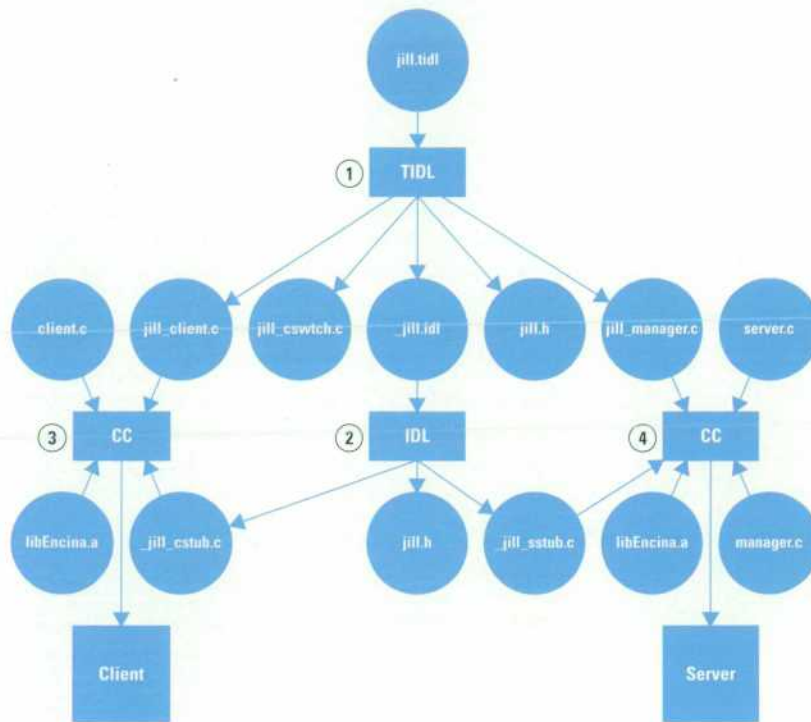 jill.tidl
1
TIDL
client.c
jill_client.c
jill_cswtch.c
_jill.idl
jill.h
jill_manager.c
server.c
3
CC
2
IDL
4
CC
libEncina.a
_jill_cstub.c
jill.h
_jill_sstub.c
libEncina.a
manager.c
Client
Server